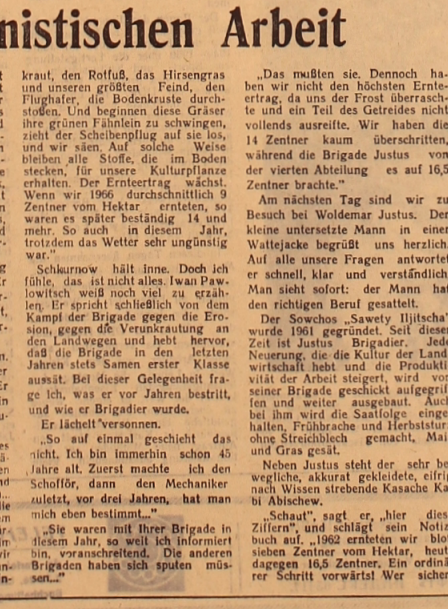 nistischen Arbeit
kraut, den Rotfuß, das Hirsengras
und unseren größten Feind, den
Flughafer, die Bodenkruste durch-
stoßen. Und beginnen diese Gräser
ihre grünen Fähnlein zu schwingen,
zieht der Scheibenpflug auf sie los,
und wir säen. Auf solche Weise
bleiben alle Stoffe, die im Boden
stecken, für unsere Kulturpflanze
erhalten. Der Ernteertrag wächst.
Wenn wir 1966 durchschnittlich 9
Zentner vom Hektar ernteten, so
waren es später beständig 14 und
mehr. So auch in diesem Jahr,
trotzdem das Wetter sehr ungünstig
war."
Schkurnow hält inne. Doch ich
fühle, das ist nicht alles. Iwan Paw-
lowitsch weiß noch viel zu erzäh-
len. Er spricht schließlich von dem
Kampf der Brigade gegen die Ero-
sion, gegen die Verunkrautung an
den Landwegen und hebt hervor,
daß die Brigade in den letzten
Jahren stets Samen erster Klasse
aussät. Bei dieser Gelegenheit fra-
ge ich, was er vor Jahren bestritt,
und wie er Brigadier wurde.
Er lächelt versonnen.
„So auf einmal geschieht das
nicht. Ich bin immerhin schon 45
Jahre alt. Zuerst machte ich den
Schofför, dann den Mechaniker
zuletzt, vor drei Jahren, hat man
mich eben bestimmt..."
„Sie waren mit Ihrer Brigade in
diesem Jahr, so weit ich informiert
bin, voranschreitend. Die anderen
Brigaden haben sich sputen müs-
sen..."
„Das mußten sie. Dennoch ha-
ben wir nicht den höchsten Ernte-
ertrag, da uns der Frost überrasch-
te und ein Teil des Getreides nicht
vollends ausreifte. Wir haben die
14 Zentner kaum überschritten,
während die Brigade Justus von
der vierten Abteilung es auf 16,5
Zentner brachte."
Am nächsten Tag sind wir zu
Besuch bei Woldemar Justus. Der
kleine untersetzte Mann in einer
Wattejacke begrüßt uns herzlich.
Auf alle unsere Fragen antwortet
er schnell, klar und verständlich.
Man sieht sofort: der Mann hat
den richtigen Beruf gesattelt.
Der Sowchos „Sawety Iljitscha"
wurde 1961 gegründet. Seit dieser
Zeit ist Justus Brigadier. Jede
Neuerung, die die Kultur der Land
wirtschaft hebt und die Produkti
vität der Arbeit steigert, wird von
seiner Brigade geschickt aufgegrif
fen und weiter ausgebaut. Auch
bei ihm wird die Saatfolge einge
halten, Frühbrache und Herbststur
ohne Streichblech gemacht, Mai
und Gras gesät.
Neben Justus steht der sehr be
wegliche, akkurat gekleidete, eifrig
nach Wissen strebende Kasache Ka
bi Abischew.
„Schaut", sagt er, „hier dies
Ziffern", und schlägt sein Notiz
buch auf. „1962 ernteten wir blo
sieben Zentner vom Hektar, heut
dagegen 16,5 Zentner. Ein ordinä
rer Schritt vorwärts! Wer sicher